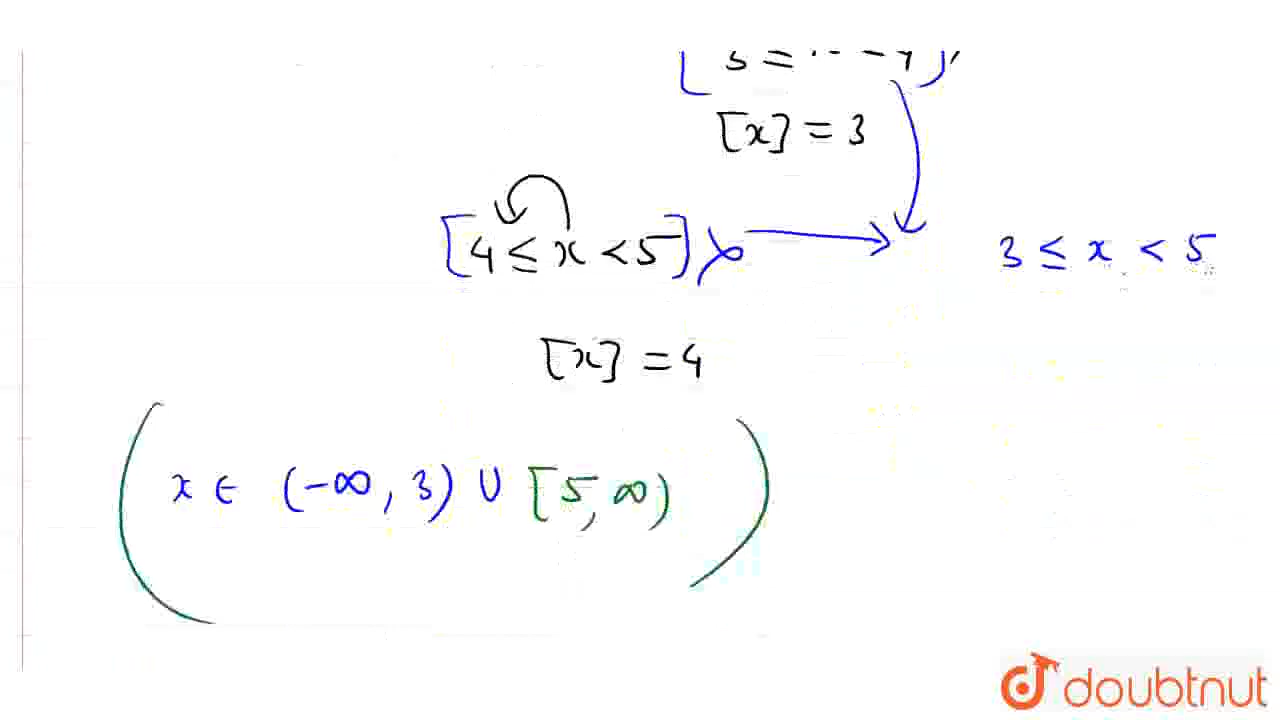 [x] = 3
[4 ≤ x < 5]
3 ≤ x < 5
[x] = 4
x ∈ (-∞, 3) ∪ [5, ∞)
doubtnut